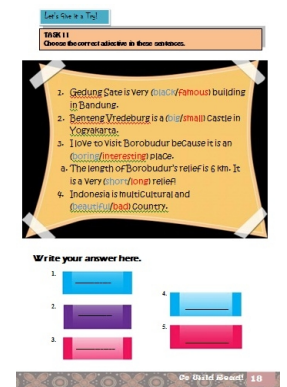 Let's Give it a Try!
TASK 11
Choose the correct adjective in these sentences.
1. Gedung Sate is very (black/famous) building
in Bandung.
2. Benteng Vredeburg is a (big/small) castle in
Yogyakarta.
3. I love to visit Borobudur because it is an
(boring/interesting) place.
a. The length of Borobudur's relief is 6 km. It
is a very (short/long) relief!
4. Indonesia is multicultural and
(beautiful/bad) country.
Write your answer here.
1.
2.
3.
4.
5.
Go Child Hand! 18